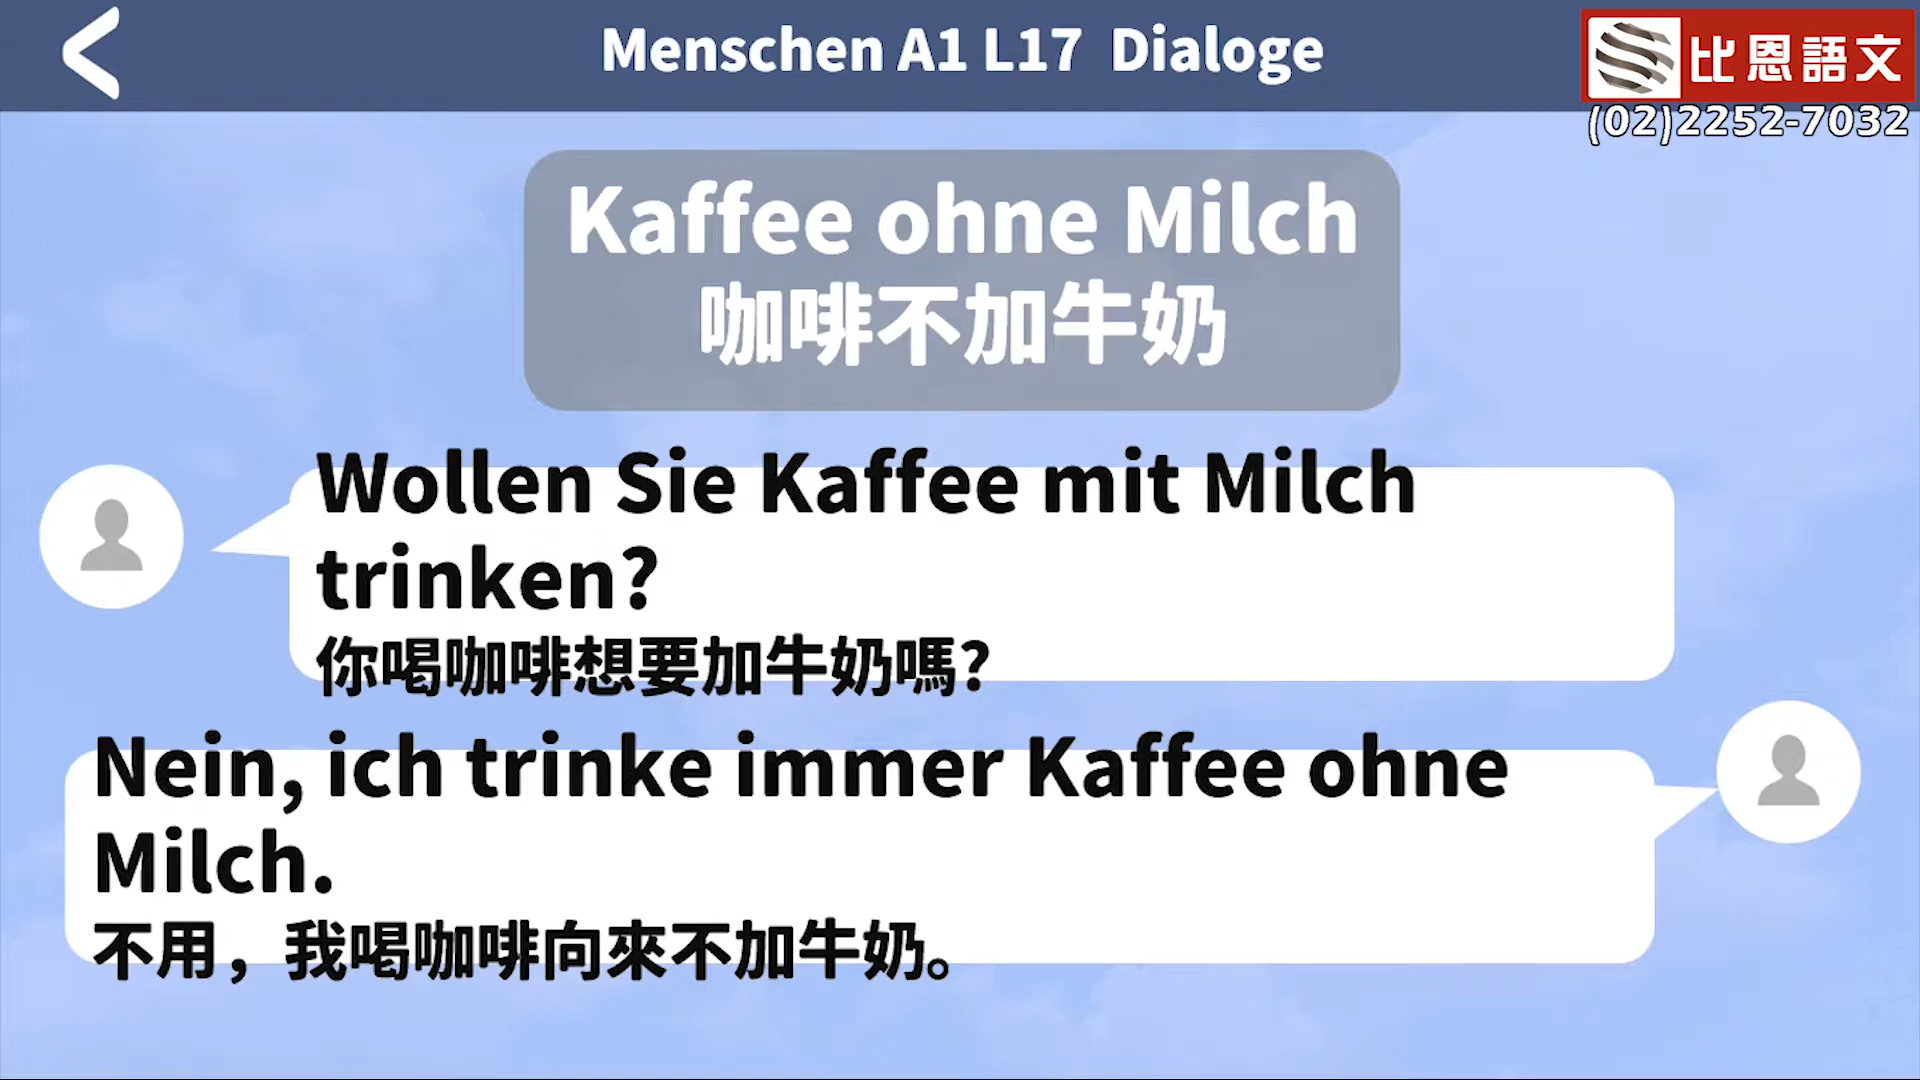 Menschen A1 L17 Dialoge
比恩語文
(02)2252-7032
Kaffee ohne Milch
咖啡不加牛奶
Wollen Sie Kaffee mit Milch
trinken?
你喝咖啡想要加牛奶嗎?
Nein, ich trinke immer Kaffee ohne
Milch.
不用，我喝咖啡向來不加牛奶。